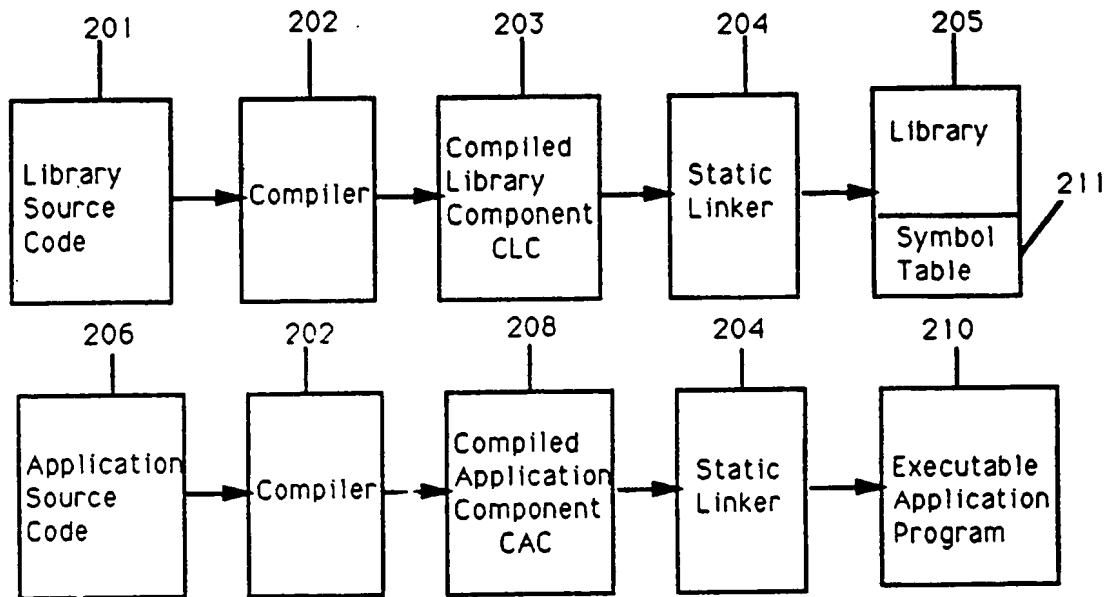 201
202
203
204
205
Library
Source
Code
Compiler
Compiled
Library
Component
CLC
Static
Linker
Library
Symbol
Table
211
206
202
208
204
210
Application
Source
Code
Compiler
Compiled
Application
Component
CAC
Static
Linker
Executable
Application
Program